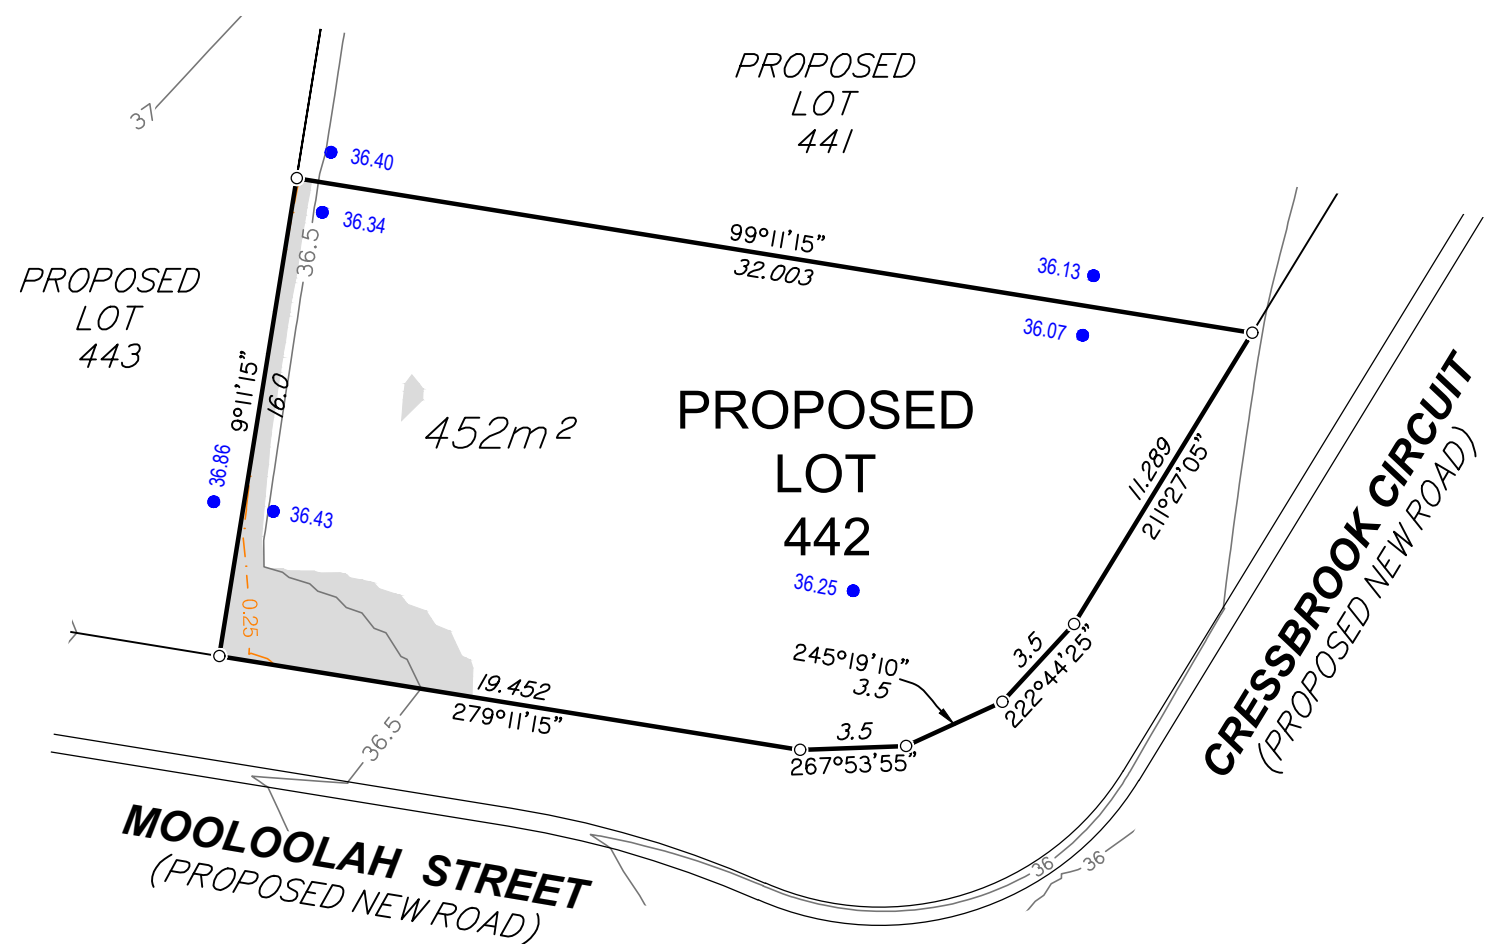 PROPOSED
LOT
441
37
36.40
36.34
36.5
99°11'15"
32.003
36.13
36.07
PROPOSED
LOT
443
9°11'15"
16.0
36.86
36.43
452m²
PROPOSED
LOT
442
36.25
11.289
211°27'05"
CRESSBROOK CIRCUIT
(PROPOSED NEW ROAD)
0.25
245°19'10"
3.5
3.5
222°44'25"
19.452
279°11'15"
3.5
267°53'55"
36.5
MOOLOOLAH STREET
(PROPOSED NEW ROAD)
36
36